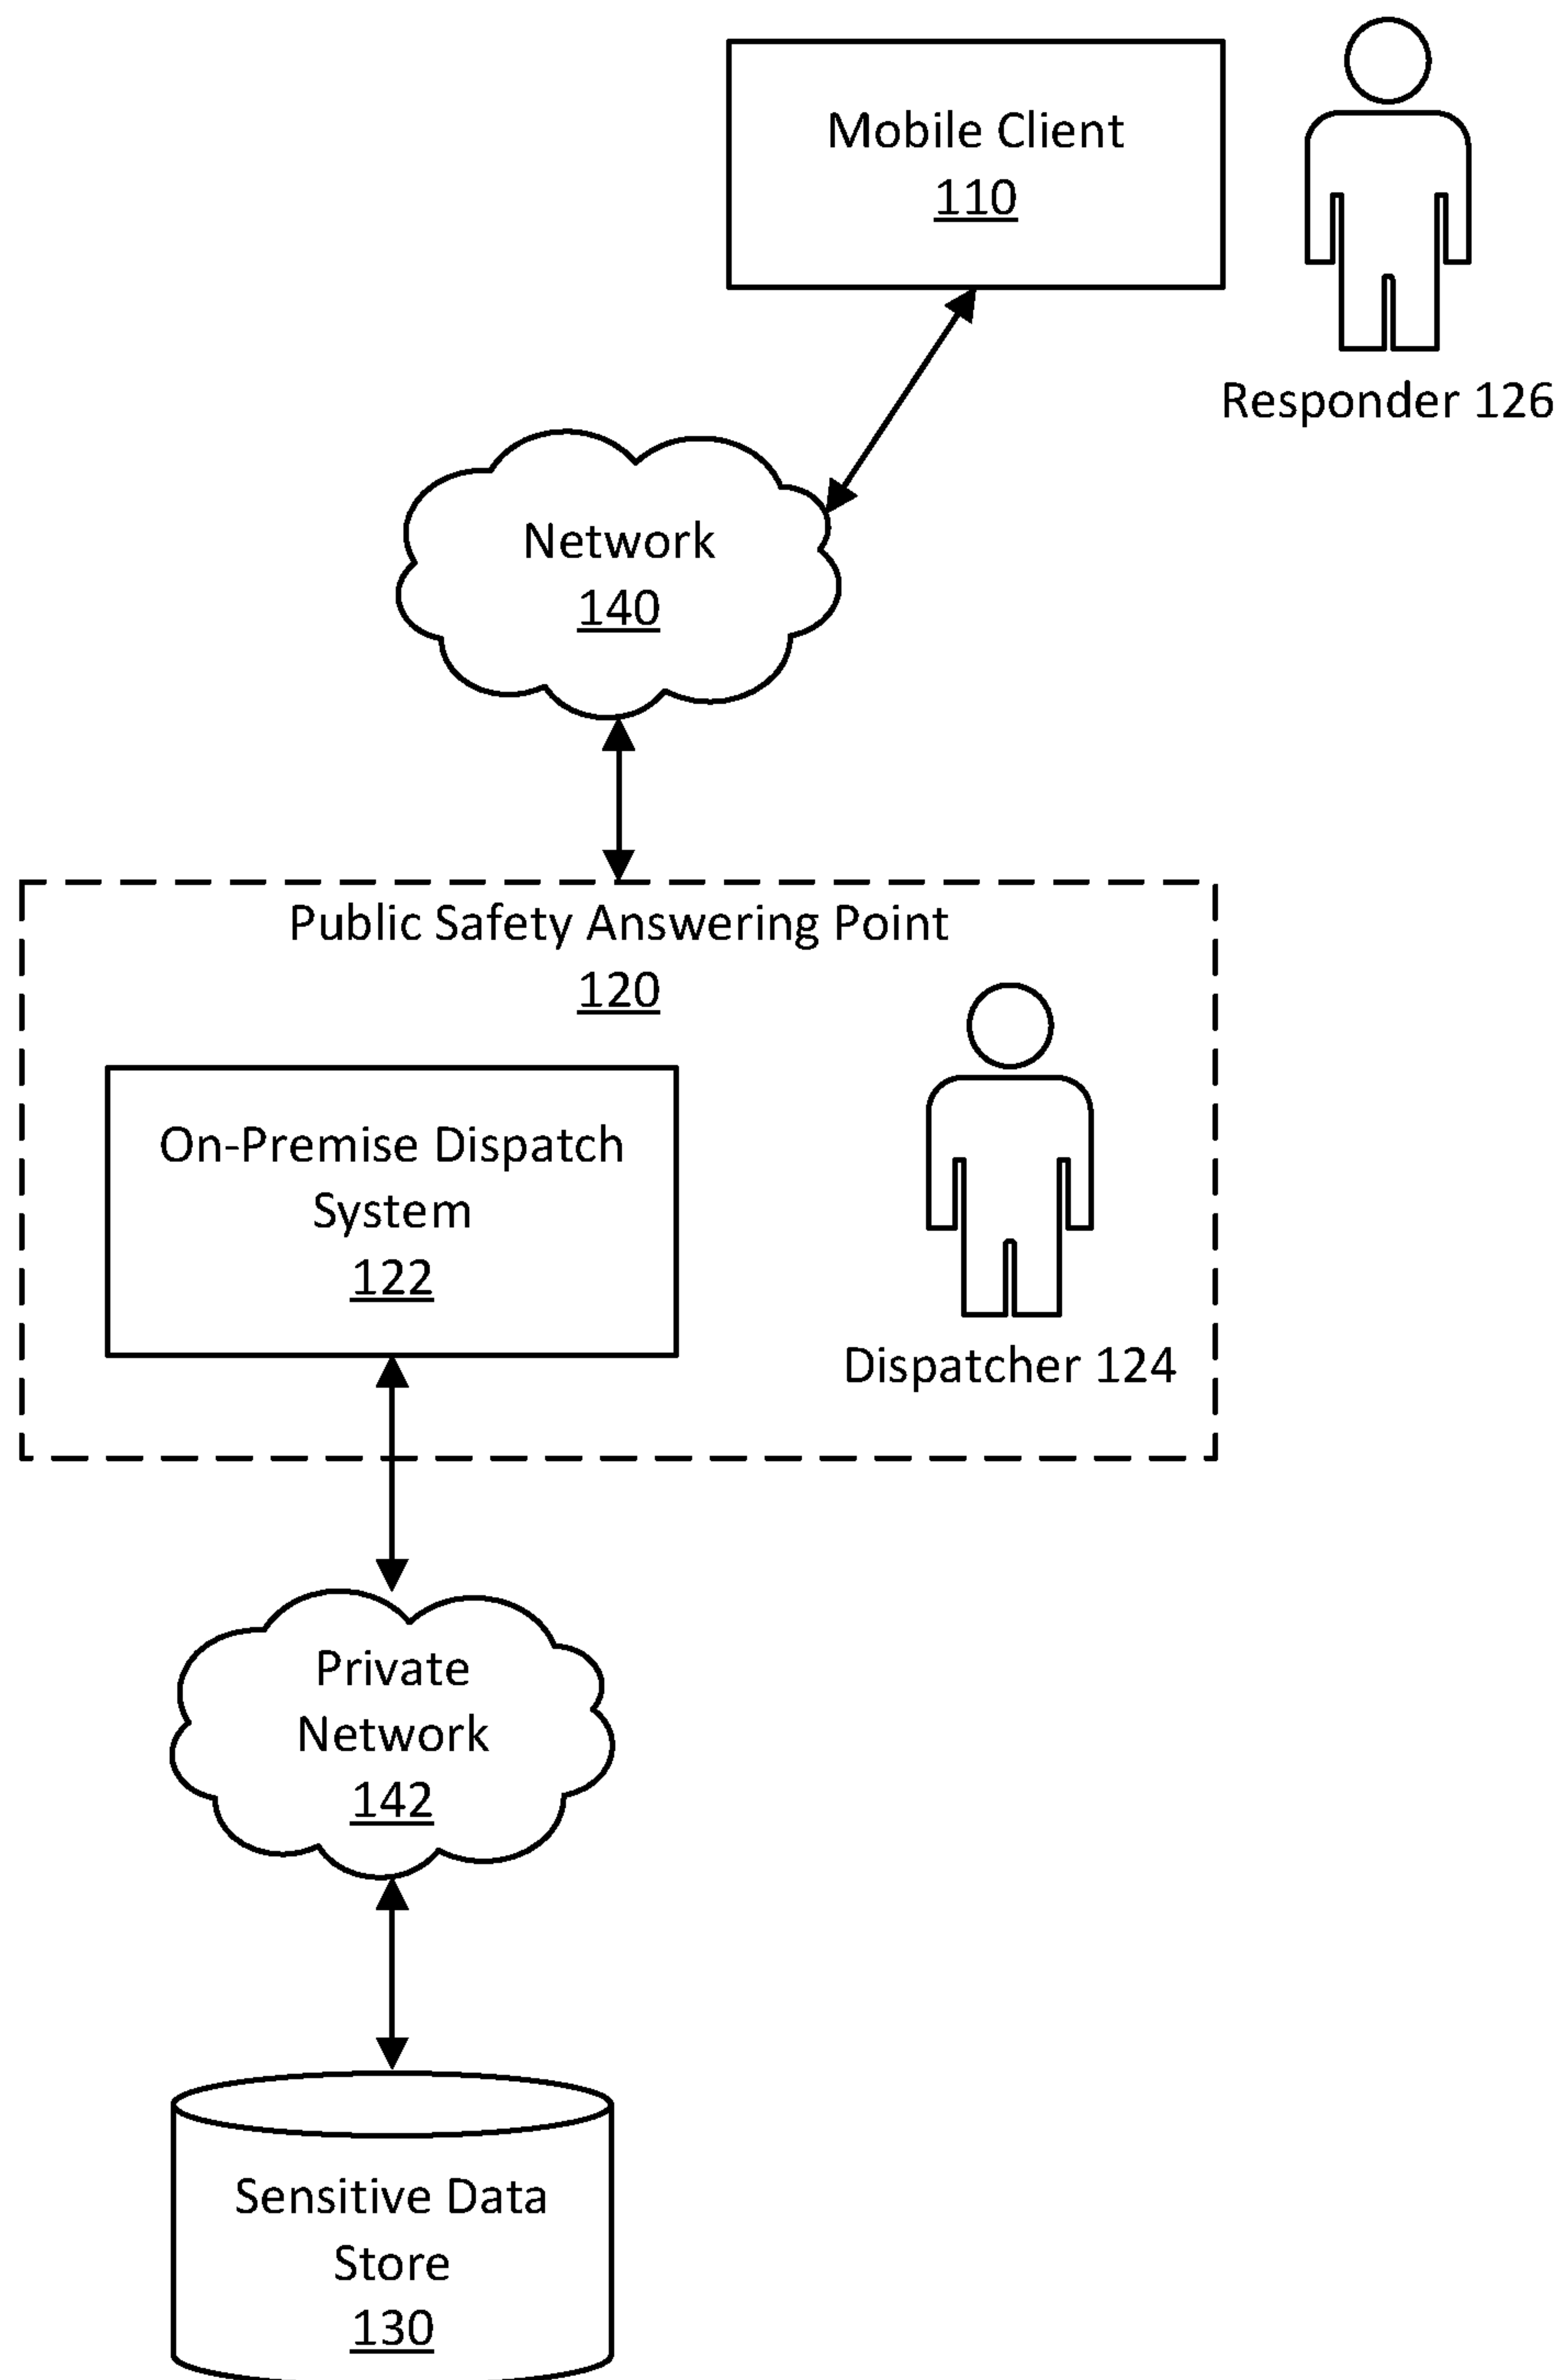 Mobile Client
110
Responder 126
Network
140
Public Safety Answering Point
120
On-Premise Dispatch
System
122
Dispatcher 124
Private
Network
142
Sensitive Data
Store
130